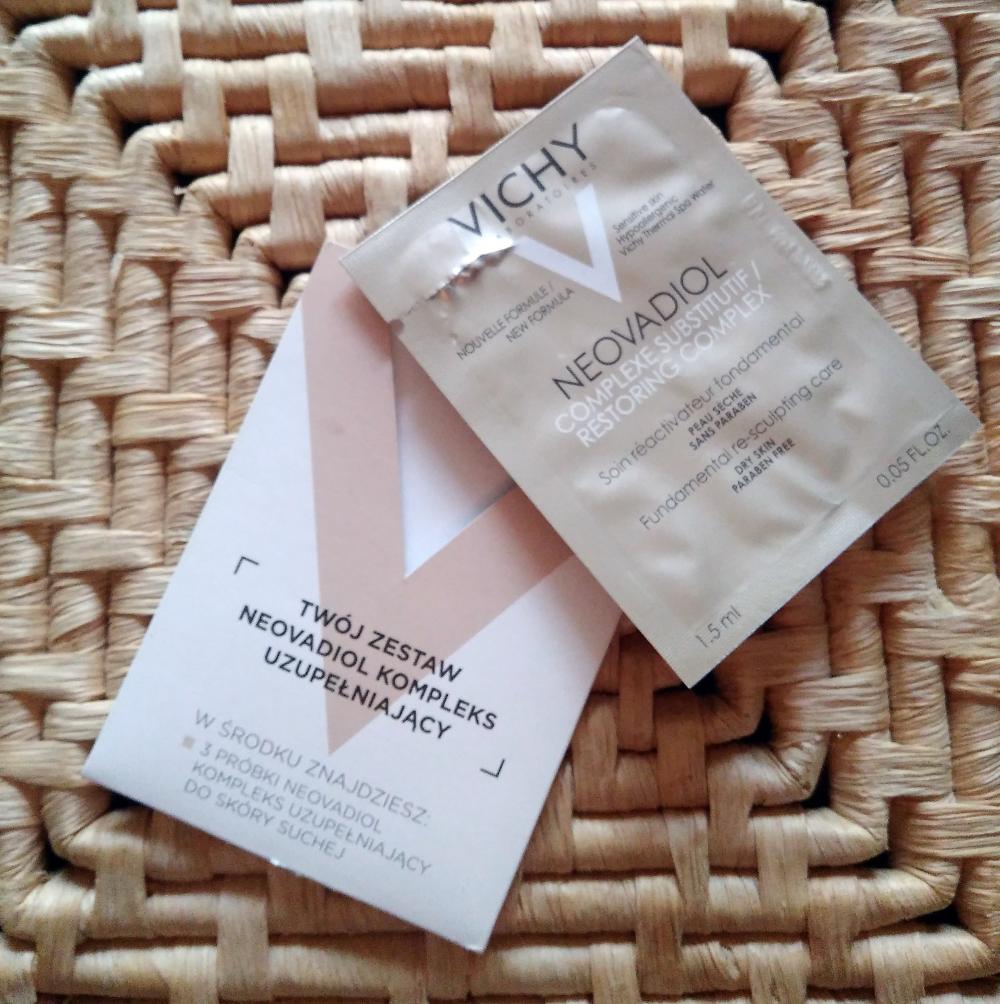 VICHY
LABORATOIRES
Sensitive skin
Hypoallergenic
Vichy Thermal Spa Water
NOUVELLE FORMULE /
NEW FORMULA
NEOVADIOL
COMPLEXE SUBSTITUTIF /
RESTORING COMPLEX
Soin réactivateur fondamental
PEAU SÈCHE
SANS PARABEN
Fundamental re-sculpting care
DRY SKIN
PARABEN FREE
1.5 ml
0.05 FL.OZ.
TWÓJ ZESTAW
NEOVADIOL KOMPLEKS
UZUPEŁNIAJĄCY
W ŚRODKU ZNAJDZIESZ:
3 PRÓBKI NEOVADIOL
KOMPLEKS UZUPEŁNIAJĄCY
DO SKÓRY SUCHEJ